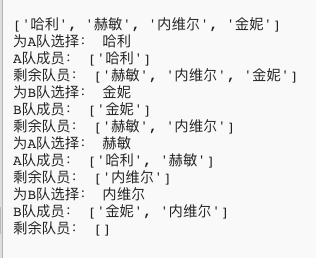 ['哈利', '赫敏', '内维尔', '金妮']
为A队选择： 哈利
A队成员： ['哈利']
剩余队员： ['赫敏', '内维尔', '金妮']
为B队选择： 金妮
B队成员： ['金妮']
剩余队员： ['赫敏', '内维尔']
为A队选择： 赫敏
A队成员： ['哈利', '赫敏']
剩余队员： ['内维尔']
为B队选择： 内维尔
B队成员： ['金妮', '内维尔']
剩余队员： []